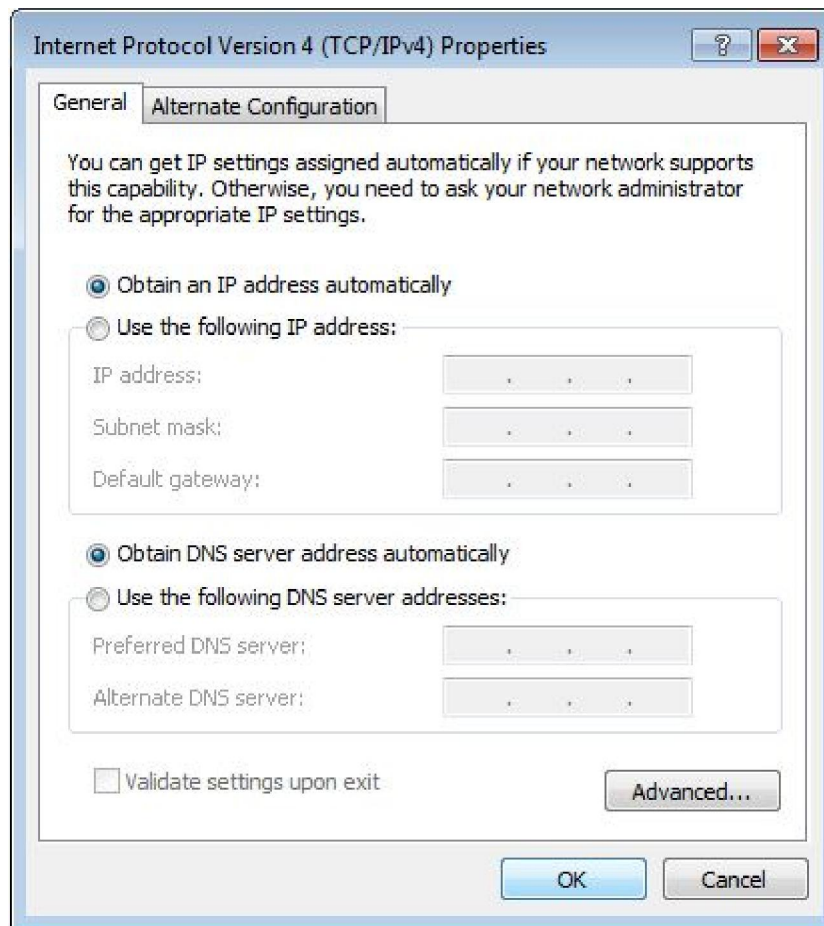 Internet Protocol Version 4 (TCP/IPv4) Properties
?
General
Alternate Configuration
You can get IP settings assigned automatically if your network supports
this capability. Otherwise, you need to ask your network administrator
for the appropriate IP settings.
Obtain an IP address automatically
Use the following IP address:
IP address: . . .
Subnet mask: . . .
Default gateway: . . .
Obtain DNS server address automatically
Use the following DNS server addresses:
Preferred DNS server: . . .
Alternate DNS server: . . .
Validate settings upon exit
Advanced...
OK
Cancel